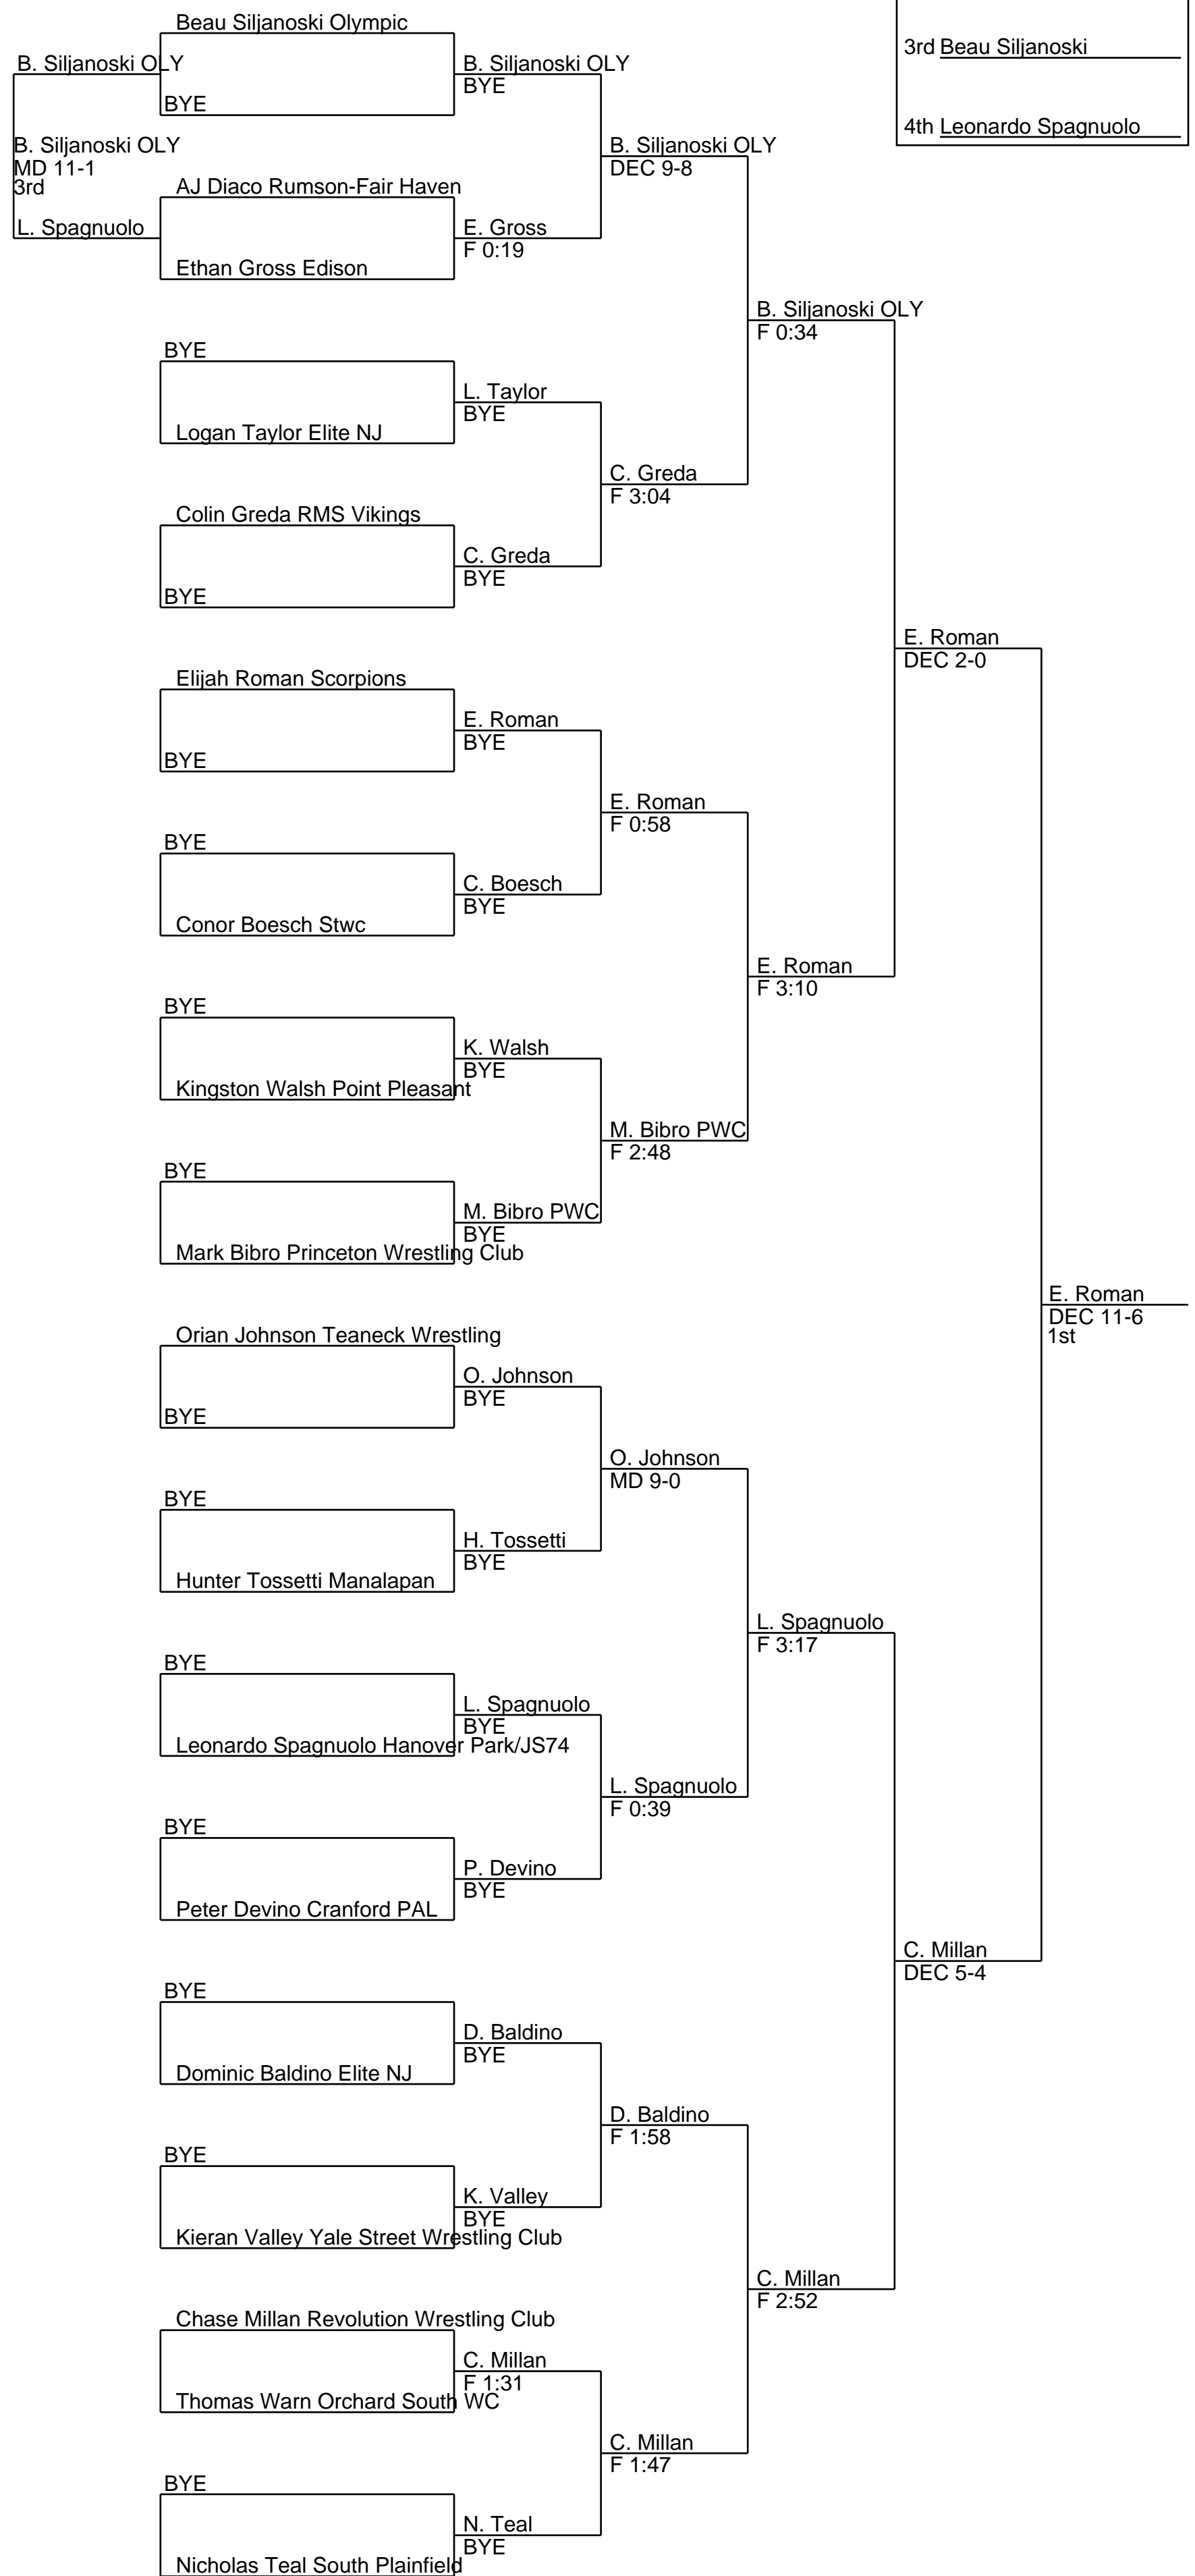 Beau Siljanoski Olympic
3rd Beau Siljanoski
B. Siljanoski OLY
B. Siljanoski OLY
BYE
BYE
4th Leonardo Spagnuolo
B. Siljanoski OLY
MD 11-1
3rd
B. Siljanoski OLY
DEC 9-8
AJ Diaco Rumson-Fair Haven
L. Spagnuolo
E. Gross
F 0:19
Ethan Gross Edison
B. Siljanoski OLY
F 0:34
BYE
L. Taylor
BYE
Logan Taylor Elite NJ
C. Greda
F 3:04
Colin Greda RMS Vikings
C. Greda
BYE
BYE
E. Roman
DEC 2-0
Elijah Roman Scorpions
E. Roman
BYE
BYE
E. Roman
F 0:58
BYE
C. Boesch
BYE
Conor Boesch Stwc
E. Roman
F 3:10
BYE
K. Walsh
BYE
Kingston Walsh Point Pleasant
M. Bibro PWC
F 2:48
BYE
M. Bibro PWC
BYE
Mark Bibro Princeton Wrestling Club
E. Roman
DEC 11-6
1st
Orian Johnson Teaneck Wrestling
O. Johnson
BYE
BYE
O. Johnson
MD 9-0
BYE
H. Tossetti
BYE
Hunter Tossetti Manalapan
L. Spagnuolo
F 3:17
BYE
L. Spagnuolo
BYE
Leonardo Spagnuolo Hanover Park/JS74
L. Spagnuolo
F 0:39
BYE
P. Devino
BYE
Peter Devino Cranford PAL
C. Millan
DEC 5-4
BYE
D. Baldino
BYE
Dominic Baldino Elite NJ
D. Baldino
F 1:58
BYE
K. Valley
BYE
Kieran Valley Yale Street Wrestling Club
C. Millan
F 2:52
Chase Millan Revolution Wrestling Club
C. Millan
F 1:31
Thomas Warn Orchard South WC
C. Millan
F 1:47
BYE
N. Teal
BYE
Nicholas Teal South Plainfield